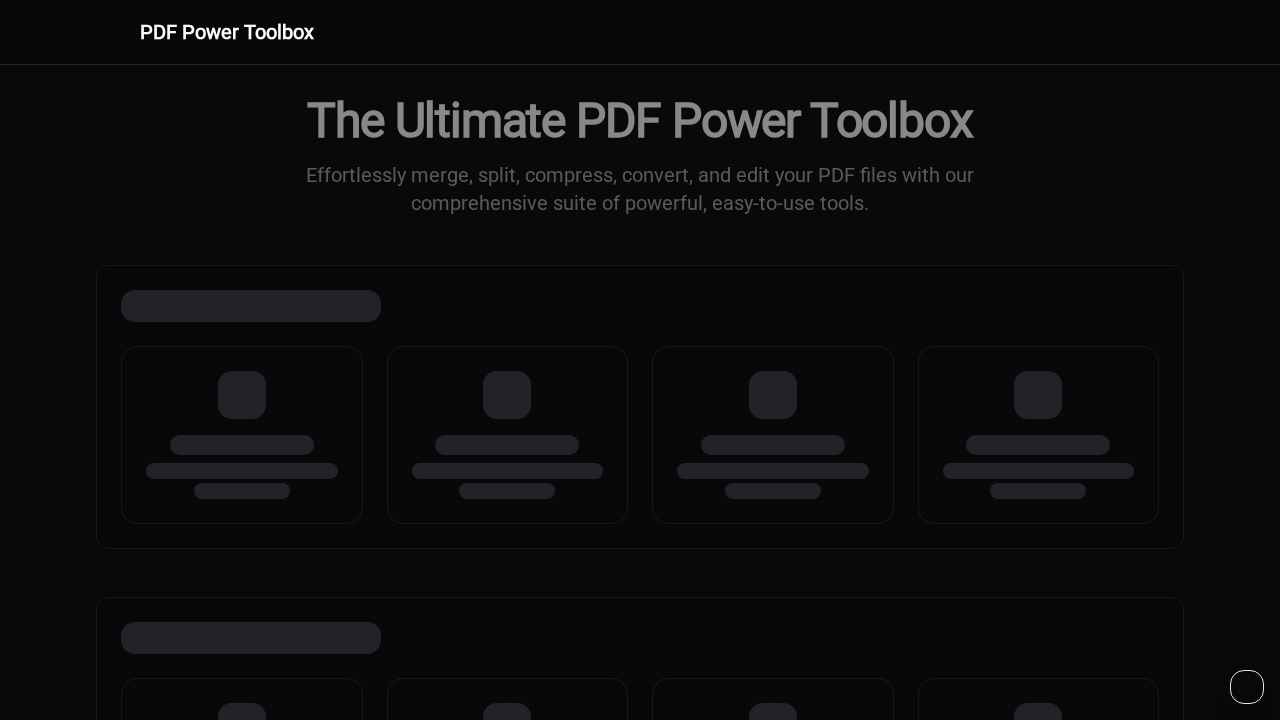 PDF Power Toolbox
The Ultimate PDF Power Toolbox
Effortlessly merge, split, compress, convert, and edit your PDF files with our
comprehensive suite of powerful, easy-to-use tools.